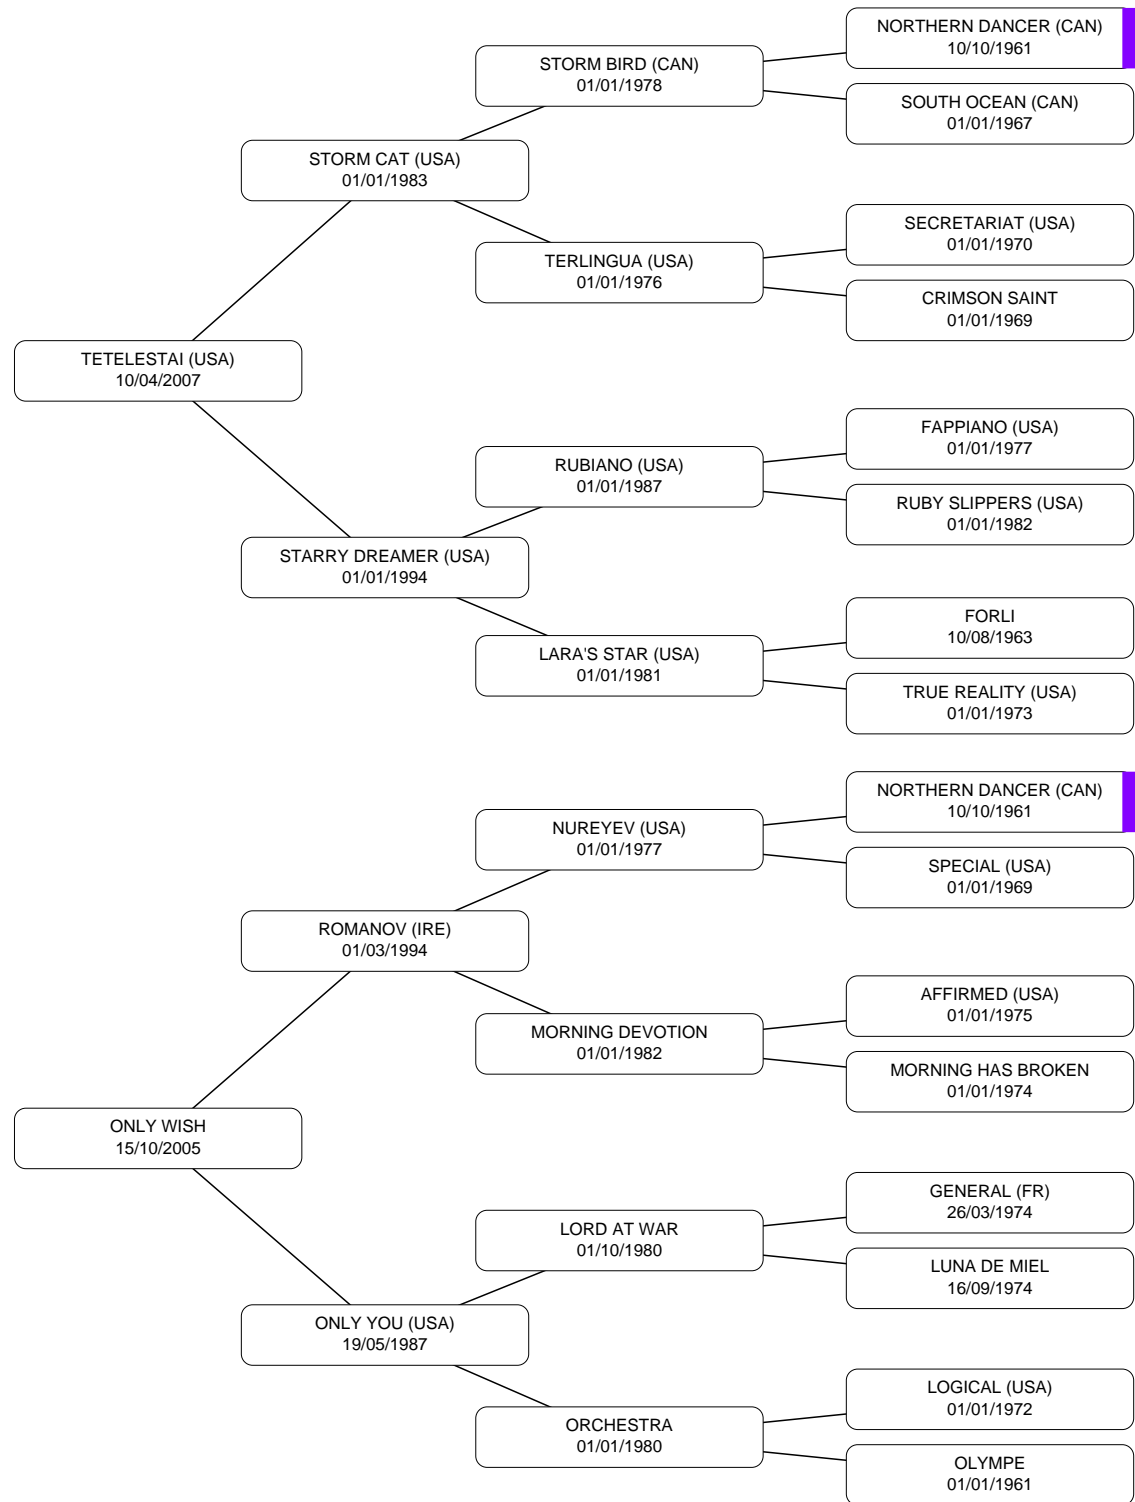 NORTHERN DANCER (CAN)
10/10/1961
STORM BIRD (CAN)
01/01/1978
SOUTH OCEAN (CAN)
01/01/1967
STORM CAT (USA)
01/01/1983
SECRETARIAT (USA)
01/01/1970
TERLINGUA (USA)
01/01/1976
CRIMSON SAINT
01/01/1969
TETELESTAI (USA)
10/04/2007
FAPPIANO (USA)
01/01/1977
RUBIANO (USA)
01/01/1987
RUBY SLIPPERS (USA)
01/01/1982
STARRY DREAMER (USA)
01/01/1994
FORLI
10/08/1963
LARA'S STAR (USA)
01/01/1981
TRUE REALITY (USA)
01/01/1973
NORTHERN DANCER (CAN)
10/10/1961
NUREYEV (USA)
01/01/1977
SPECIAL (USA)
01/01/1969
ROMANOV (IRE)
01/03/1994
AFFIRMED (USA)
01/01/1975
MORNING DEVOTION
01/01/1982
MORNING HAS BROKEN
01/01/1974
ONLY WISH
15/10/2005
GENERAL (FR)
26/03/1974
LORD AT WAR
01/10/1980
LUNA DE MIEL
16/09/1974
ONLY YOU (USA)
19/05/1987
LOGICAL (USA)
01/01/1972
ORCHESTRA
01/01/1980
OLYMPE
01/01/1961